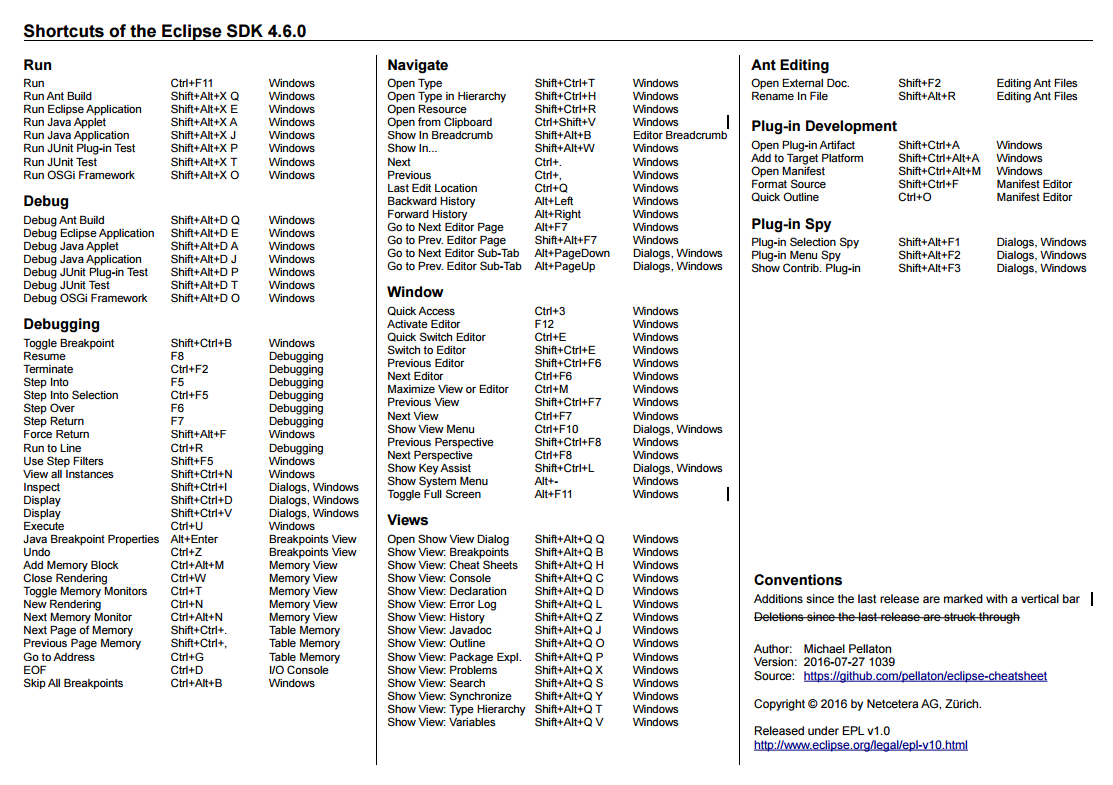 Shortcuts of the Eclipse SDK 4.6.0
Run
Run Ctrl+F11 Windows
Run Ant Build Shift+Alt+X Q Windows
Run Eclipse Application Shift+Alt+X E Windows
Run Java Applet Shift+Alt+X A Windows
Run Java Application Shift+Alt+X J Windows
Run JUnit Plug-in Test Shift+Alt+X P Windows
Run JUnit Test Shift+Alt+X T Windows
Run OSGi Framework Shift+Alt+X O Windows
Debug
Debug Ant Build Shift+Alt+D Q Windows
Debug Eclipse Application Shift+Alt+D E Windows
Debug Java Applet Shift+Alt+D A Windows
Debug Java Application Shift+Alt+D J Windows
Debug JUnit Plug-in Test Shift+Alt+D P Windows
Debug JUnit Test Shift+Alt+D T Windows
Debug OSGi Framework Shift+Alt+D O Windows
Debugging
Toggle Breakpoint Shift+Ctrl+B Windows
Resume F8 Debugging
Terminate Ctrl+F2 Debugging
Step Into F5 Debugging
Step Into Selection Ctrl+F5 Debugging
Step Over F6 Debugging
Step Return F7 Debugging
Force Return Shift+Alt+F Windows
Run to Line Ctrl+R Debugging
Use Step Filters Shift+F5 Windows
View all Instances Shift+Ctrl+N Windows
Inspect Shift+Ctrl+I Dialogs, Windows
Display Shift+Ctrl+D Dialogs, Windows
Display Shift+Ctrl+V Dialogs, Windows
Execute Ctrl+U Windows
Java Breakpoint Properties Alt+Enter Breakpoints View
Undo Ctrl+Z Breakpoints View
Add Memory Block Ctrl+Alt+M Memory View
Close Rendering Ctrl+W Memory View
Toggle Memory Monitors Ctrl+T Memory View
New Rendering Ctrl+N Memory View
Next Memory Monitor Ctrl+Alt+N Memory View
Next Page of Memory Shift+Ctrl+. Table Memory
Previous Page Memory Shift+Ctrl+, Table Memory
Go to Address Ctrl+G Table Memory
EOF Ctrl+D I/O Console
Skip All Breakpoints Ctrl+Alt+B Windows
Navigate
Open Type Shift+Ctrl+T Windows
Open Type in Hierarchy Shift+Ctrl+H Windows
Open Resource Shift+Ctrl+R Windows
Open from Clipboard Ctrl+Shift+V Windows
Show In Breadcrumb Shift+Alt+B Editor Breadcrumb
Show In... Shift+Alt+W Windows
Next Ctrl+. Windows
Previous Ctrl+, Windows
Last Edit Location Ctrl+Q Windows
Backward History Alt+Left Windows
Forward History Alt+Right Windows
Go to Next Editor Page Alt+F7 Windows
Go to Prev. Editor Page Shift+Alt+F7 Windows
Go to Next Editor Sub-Tab Alt+PageDown Dialogs, Windows
Go to Prev. Editor Sub-Tab Alt+PageUp Dialogs, Windows
Window
Quick Access Ctrl+3 Windows
Activate Editor F12 Windows
Quick Switch Editor Ctrl+E Windows
Switch to Editor Shift+Ctrl+E Windows
Previous Editor Shift+Ctrl+F6 Windows
Next Editor Ctrl+F6 Windows
Maximize View or Editor Ctrl+M Windows
Previous View Shift+Ctrl+F7 Windows
Next View Ctrl+F7 Windows
Show View Menu Ctrl+F10 Dialogs, Windows
Previous Perspective Shift+Ctrl+F8 Windows
Next Perspective Ctrl+F8 Windows
Show Key Assist Shift+Ctrl+L Dialogs, Windows
Show System Menu Alt+- Windows
Toggle Full Screen Alt+F11 Windows
Views
Open Show View Dialog Shift+Alt+Q Q Windows
Show View: Breakpoints Shift+Alt+Q B Windows
Show View: Cheat Sheets Shift+Alt+Q H Windows
Show View: Console Shift+Alt+Q C Windows
Show View: Declaration Shift+Alt+Q D Windows
Show View: Error Log Shift+Alt+Q L Windows
Show View: History Shift+Alt+Q Z Windows
Show View: Javadoc Shift+Alt+Q J Windows
Show View: Outline Shift+Alt+Q O Windows
Show View: Package Expl. Shift+Alt+Q P Windows
Show View: Problems Shift+Alt+Q X Windows
Show View: Search Shift+Alt+Q S Windows
Show View: Synchronize Shift+Alt+Q Y Windows
Show View: Type Hierarchy Shift+Alt+Q T Windows
Show View: Variables Shift+Alt+Q V Windows
Ant Editing
Open External Doc. Shift+F2 Editing Ant Files
Rename In File Shift+Alt+R Editing Ant Files
Plug-in Development
Open Plug-in Artifact Shift+Ctrl+A Windows
Add to Target Platform Shift+Ctrl+Alt+A Windows
Open Manifest Shift+Ctrl+Alt+M Windows
Format Source Shift+Ctrl+F Manifest Editor
Quick Outline Ctrl+O Manifest Editor
Plug-in Spy
Plug-in Selection Spy Shift+Alt+F1 Dialogs, Windows
Plug-in Menu Spy Shift+Alt+F2 Dialogs, Windows
Show Contrib. Plug-in Shift+Alt+F3 Dialogs, Windows
Conventions
Additions since the last release are marked with a vertical bar
Deletions since the last release are struck through
Author: Michael Pellaton
Version: 2016-07-27 1039
Source: https://github.com/pellaton/eclipse-cheatsheet
Copyright © 2016 by Netcetera AG, Zürich.
Released under EPL v1.0
http://www.eclipse.org/legal/epl-v10.html